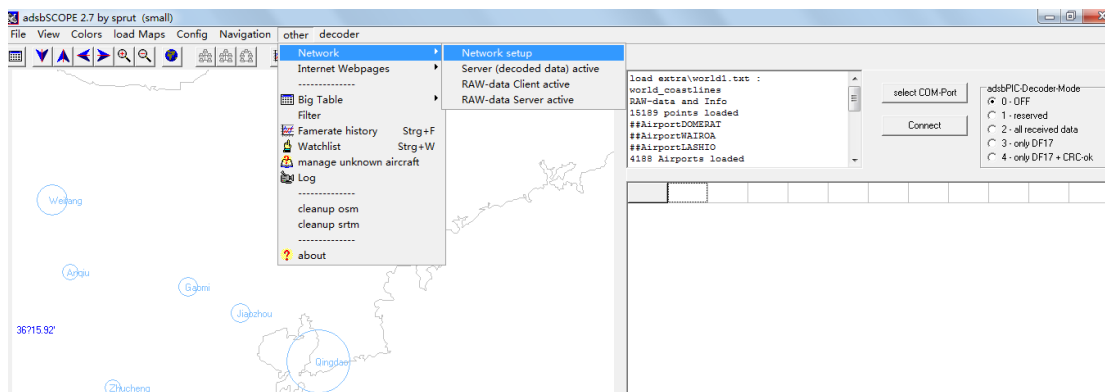 adsbSCOPE 2.7 by sprut (small)
File View Colors load Maps Config Navigation other decoder
Network
Internet Webpages
--------------
Big Table
Filter
Famerate history Strg+F
Watchlist Strg+W
manage unknown aircraft
Log
--------------
cleanup osm
cleanup srtm
--------------
? about
Network setup
Server (decoded data) active
RAW-data Client active
RAW-data Server active
load extra\world1.txt :
world_coastlines
RAW-data and Info
15189 points loaded
##AirportDOMERAT
##AirportWAIROA
##AirportLASHIO
4188 Airports loaded
select COM-Port
Connect
adsbPIC-Decoder-Mode
0 - OFF
1 - reserved
2 - all received data
3 - only DF17
4 - only DF17 + CRC-ok
Weifang
Anqiu
Gaomi
Jiaozhou
36?15.92'
Qingdao
Zhucheng